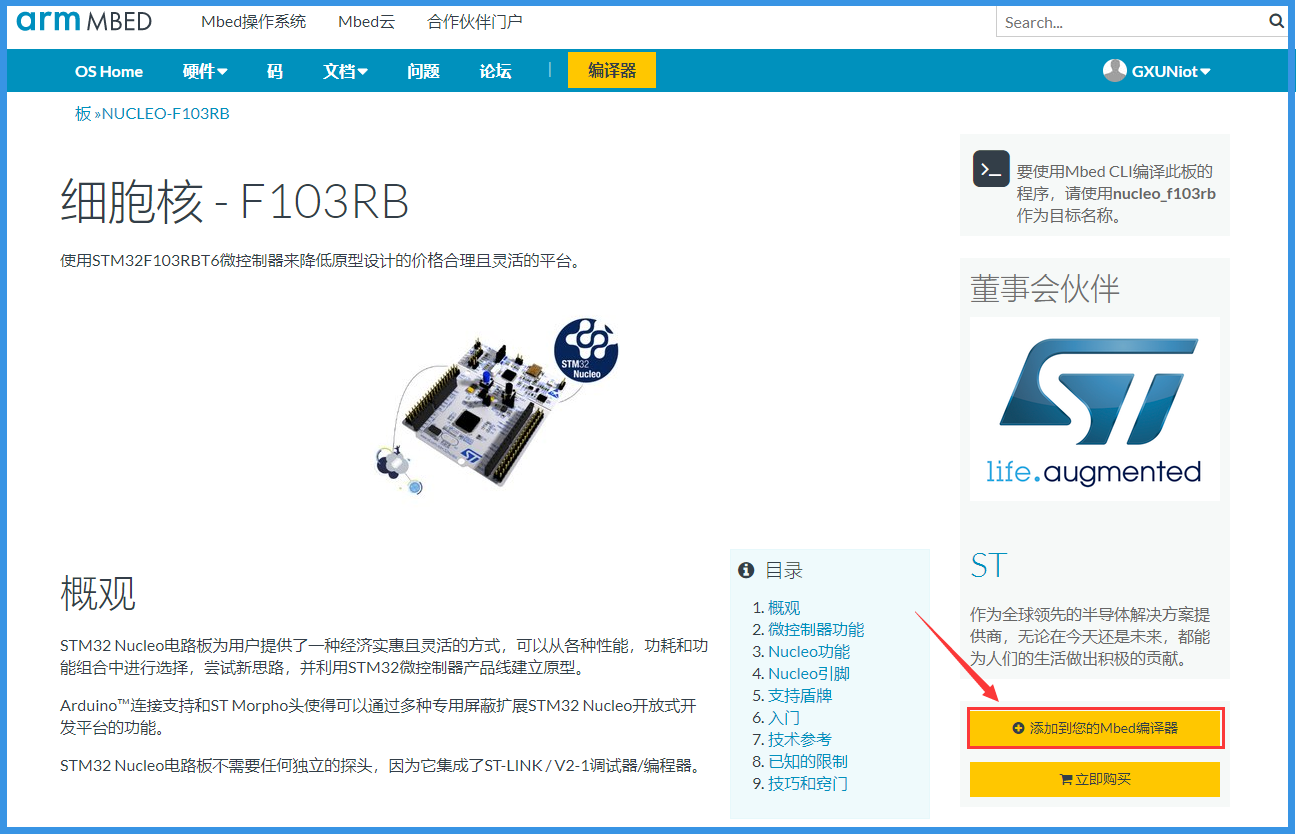 arm MBED
Mbed操作系统 Mbed云 合作伙伴门户
Search...
OS Home 硬件 码 文档 问题 论坛 | 编译器
GXUNiot
板 »NUCLEO-F103RB
细胞核 - F103RB
使用STM32F103RBT6微控制器来降低原型设计的价格合理且灵活的平台。
STM32
Nucleo
ST
概观
STM32 Nucleo电路板为用户提供了一种经济实惠且灵活的方式，可以从各种性能，功耗和功
能组合中进行选择，尝试新思路，并利用STM32微控制器产品线建立原型。
Arduino™连接支持和ST Morpho头使得可以通过多种专用屏蔽扩展STM32 Nucleo开放式开
发平台的功能。
STM32 Nucleo电路板不需要任何独立的探头，因为它集成了ST-LINK / V2-1调试器/编程器。
目录
1. 概观
2. 微控制器功能
3. Nucleo功能
4. Nucleo引脚
5. 支持盾牌
6. 入门
7. 技术参考
8. 已知的限制
9. 技巧和窍门
>_
要使用Mbed CLI编译此板的
程序，请使用nucleo_f103rb
作为目标名称。
董事会伙伴
ST
life.augmented
ST
作为全球领先的半导体解决方案提
供商，无论在今天还是未来，都能
为人们的生活做出积极的贡献。
添加到您的Mbed编译器
立即购买